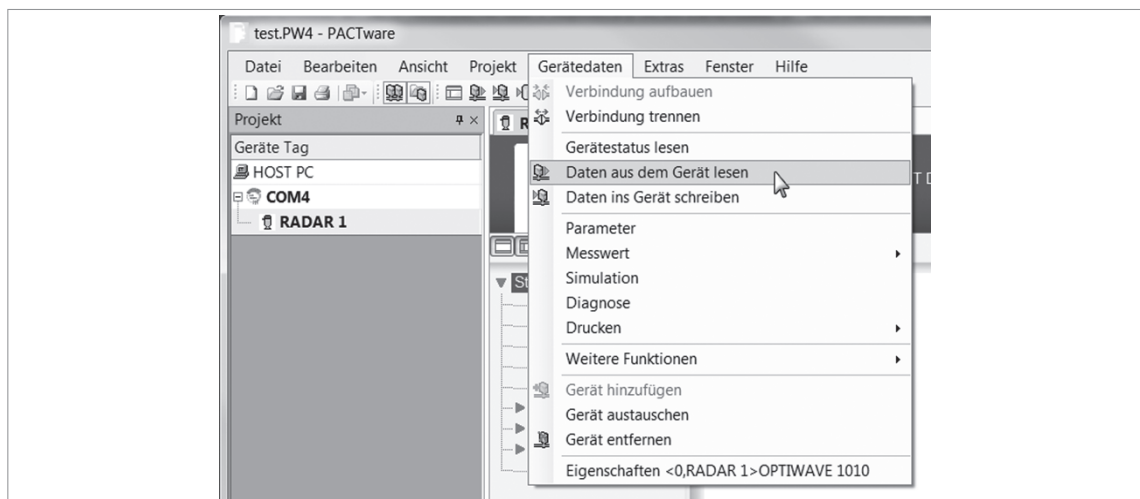 test.PW4 - PACTware
Datei Bearbeiten Ansicht Projekt Gerätedaten Extras Fenster Hilfe
Projekt
Geräte Tag
HOST PC
COM4
RADAR 1
Verbindung aufbauen
Verbindung trennen
Gerätestatus lesen
Daten aus dem Gerät lesen
Daten ins Gerät schreiben
Parameter
Messwert
Simulation
Diagnose
Drucken
Weitere Funktionen
Gerät hinzufügen
Gerät austauschen
Gerät entfernen
Eigenschaften <0,RADAR 1>OPTIWAVE 1010